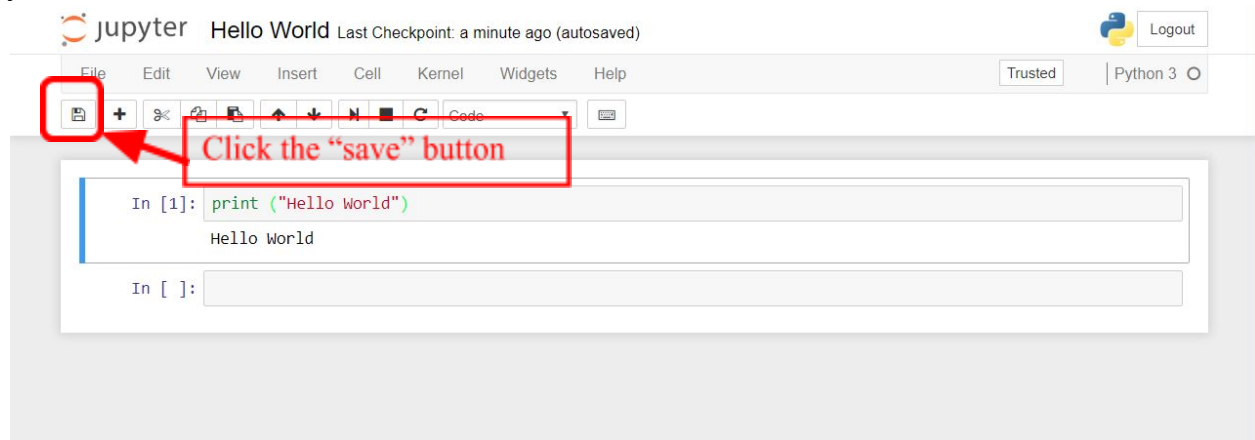 jupyter Hello World Last Checkpoint: a minute ago (autosaved) Logout
File Edit View Insert Cell Kernel Widgets Help Trusted Python 3
Code
Click the “save” button
In [1]: print ("Hello World")
Hello World
In [ ]: